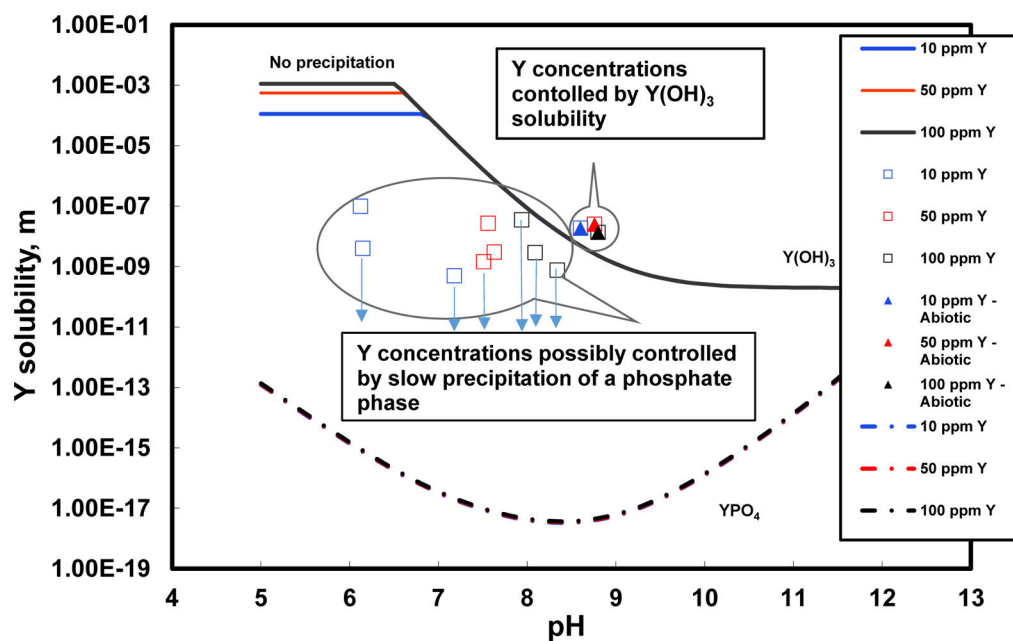 1.00E-01
1.00E-03
1.00E-05
1.00E-07
1.00E-09
1.00E-11
1.00E-13
1.00E-15
1.00E-17
1.00E-19
Y solubility, m
4 5 6 7 8 9 10 11 12 13
pH
No precipitation
Y concentrations
contolled by Y(OH)₃
solubility
Y(OH)₃
Y concentrations possibly controlled
by slow precipitation of a phosphate
phase
YPO₄
10 ppm Y
50 ppm Y
100 ppm Y
10 ppm Y
50 ppm Y
100 ppm Y
10 ppm Y -
Abiotic
50 ppm Y -
Abiotic
100 ppm Y -
Abiotic
10 ppm Y
50 ppm Y
100 ppm Y